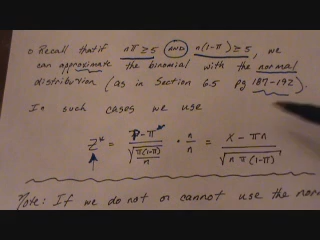 o Recall that if nπ ≥ 5 AND n(1-π) ≥ 5, we
can approximate the binomial with the normal
distribution (as in Section 6.5 pg 187-192).
In such cases we use
Z* = p-π / √(π(1-π)/n) · n/n = X - πn / √(nπ(1-π))
Note: If we do not or cannot use the norm